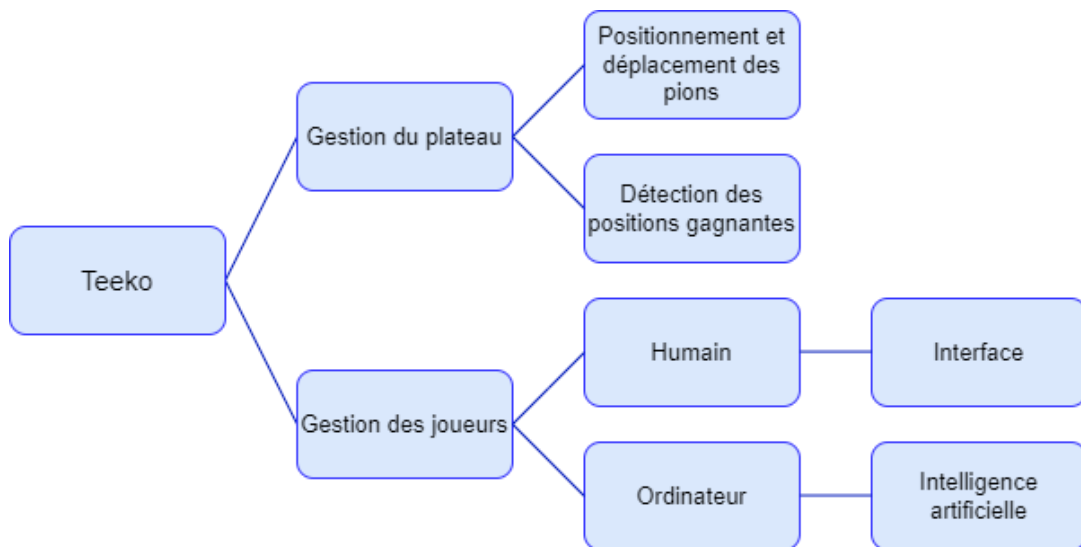 Positionnement et
déplacement des
pions
Gestion du plateau
Détection des
positions gagnantes
Teeko
Humain
Interface
Gestion des joueurs
Ordinateur
Intelligence
artificielle